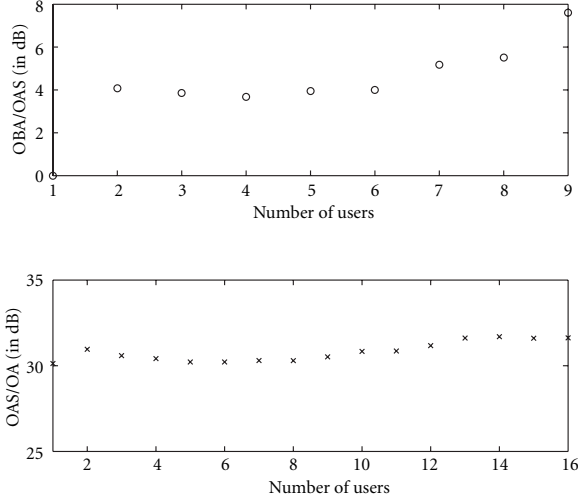 8
6
4
2
0
OBA/OAS (in dB)
1 2 3 4 5 6 7 8 9
Number of users
35
30
25
OAS/OA (in dB)
2 4 6 8 10 12 14 16
Number of users